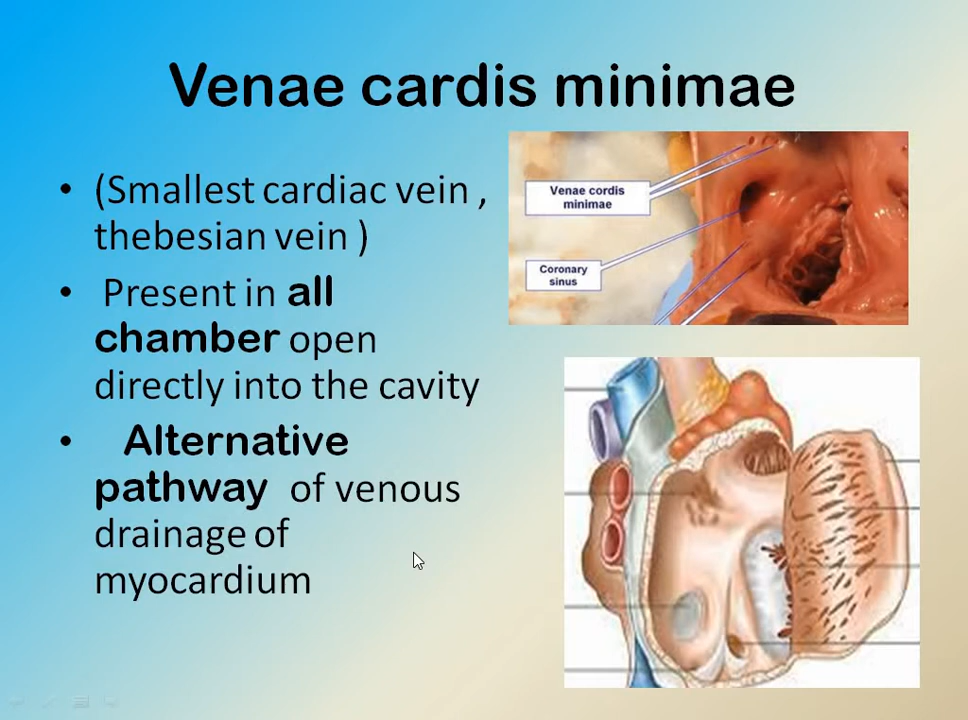 Venae cardis minimae
• (Smallest cardiac vein ,
thebesian vein )
• Present in all
chamber open
directly into the cavity
• Alternative
pathway of venous
drainage of
myocardium
Venae cordis
minimae
Coronary
sinus